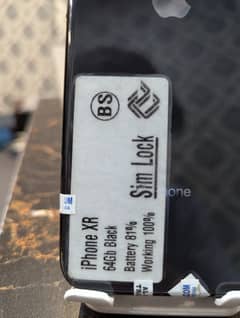 BS
iPhone XR
64Gb Black
Battery 81%
Working 100%
Sim Lock